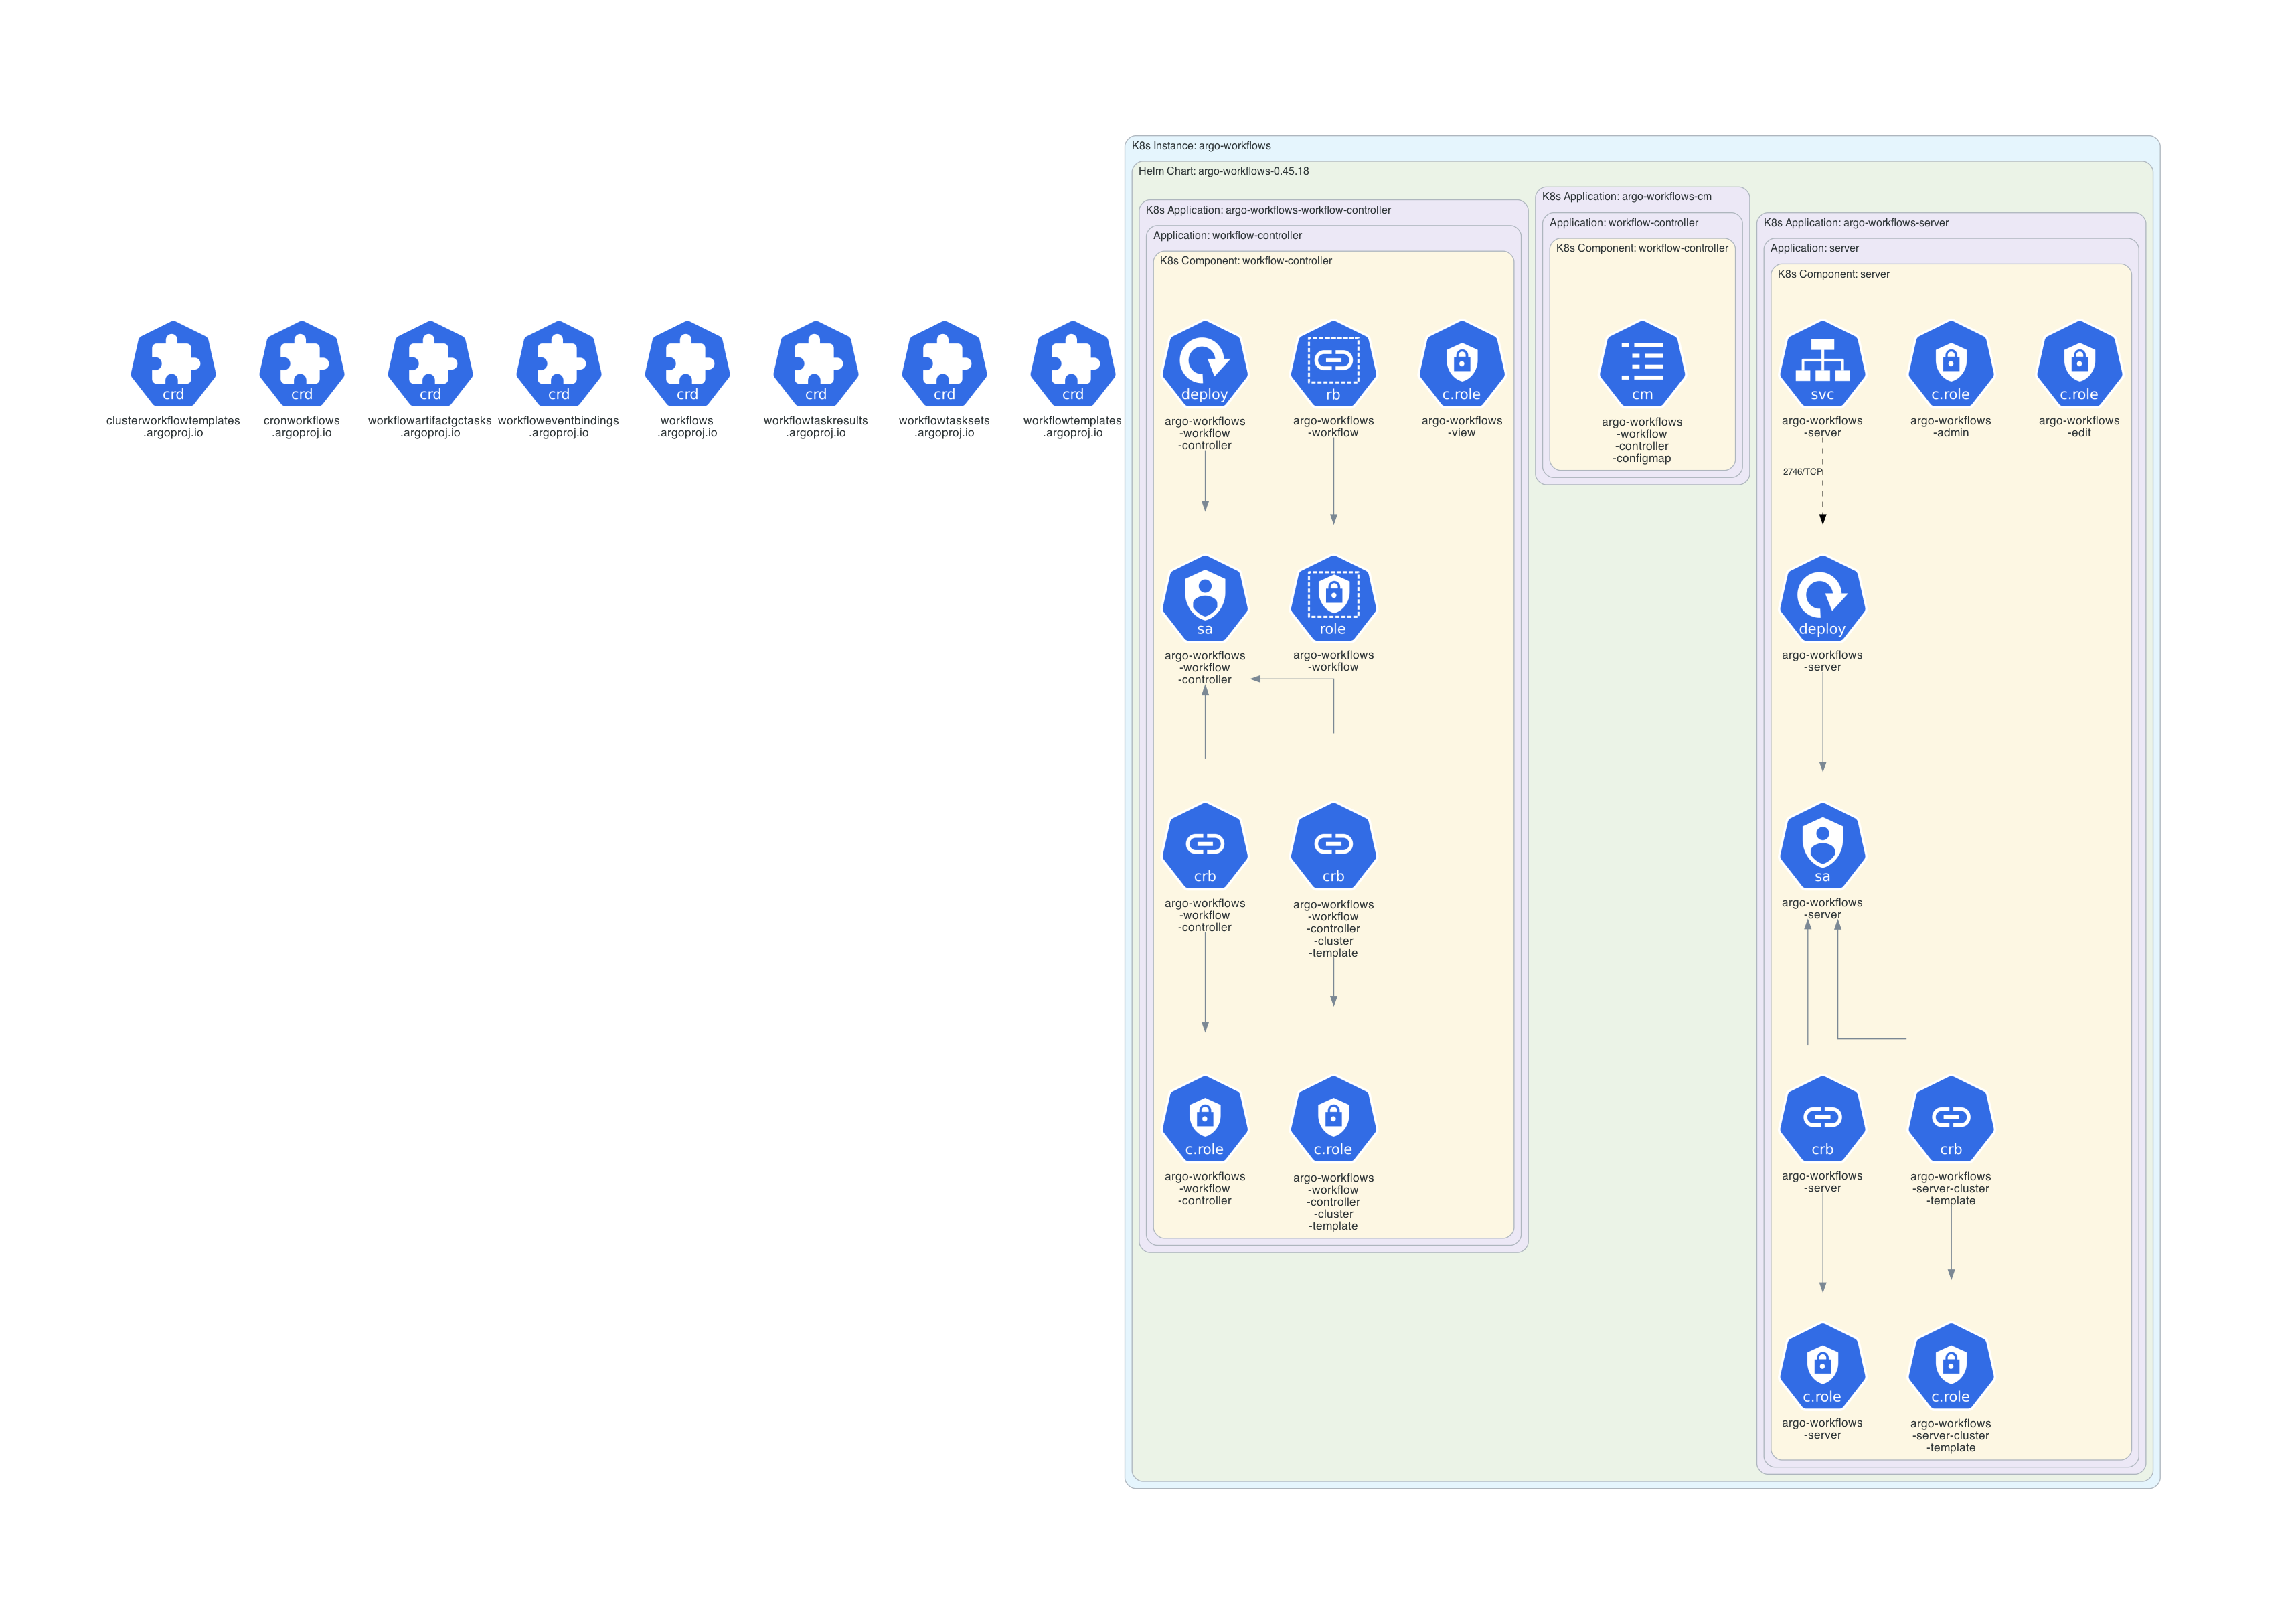 K8s Instance: argo-workflows
Helm Chart: argo-workflows-0.45.18
K8s Application: argo-workflows-workflow-controller
Application: workflow-controller
K8s Component: workflow-controller
K8s Application: argo-workflows-cm
Application: workflow-controller
K8s Component: workflow-controller
K8s Application: argo-workflows-server
Application: server
K8s Component: server
crd
clusterworkflowtemplates
.argoproj.io
crd
cronworkflows
.argoproj.io
crd
workflowartifactgctasks
.argoproj.io
crd
workfloweventbindings
.argoproj.io
crd
workflows
.argoproj.io
crd
workflowtaskresults
.argoproj.io
crd
workflowtasksets
.argoproj.io
crd
workflowtemplates
.argoproj.io
deploy
argo-workflows
-workflow
-controller
rb
argo-workflows
-workflow
c.role
argo-workflows
-view
cm
argo-workflows
-workflow
-controller
-configmap
svc
argo-workflows
-server
c.role
argo-workflows
-admin
c.role
argo-workflows
-edit
2746/TCP
sa
argo-workflows
-workflow
-controller
role
argo-workflows
-workflow
deploy
argo-workflows
-server
crb
argo-workflows
-workflow
-controller
crb
argo-workflows
-workflow
-controller
-cluster
-template
sa
argo-workflows
-server
c.role
argo-workflows
-workflow
-controller
c.role
argo-workflows
-workflow
-controller
-cluster
-template
crb
argo-workflows
-server
crb
argo-workflows
-server-cluster
-template
c.role
argo-workflows
-server
c.role
argo-workflows
-server-cluster
-template